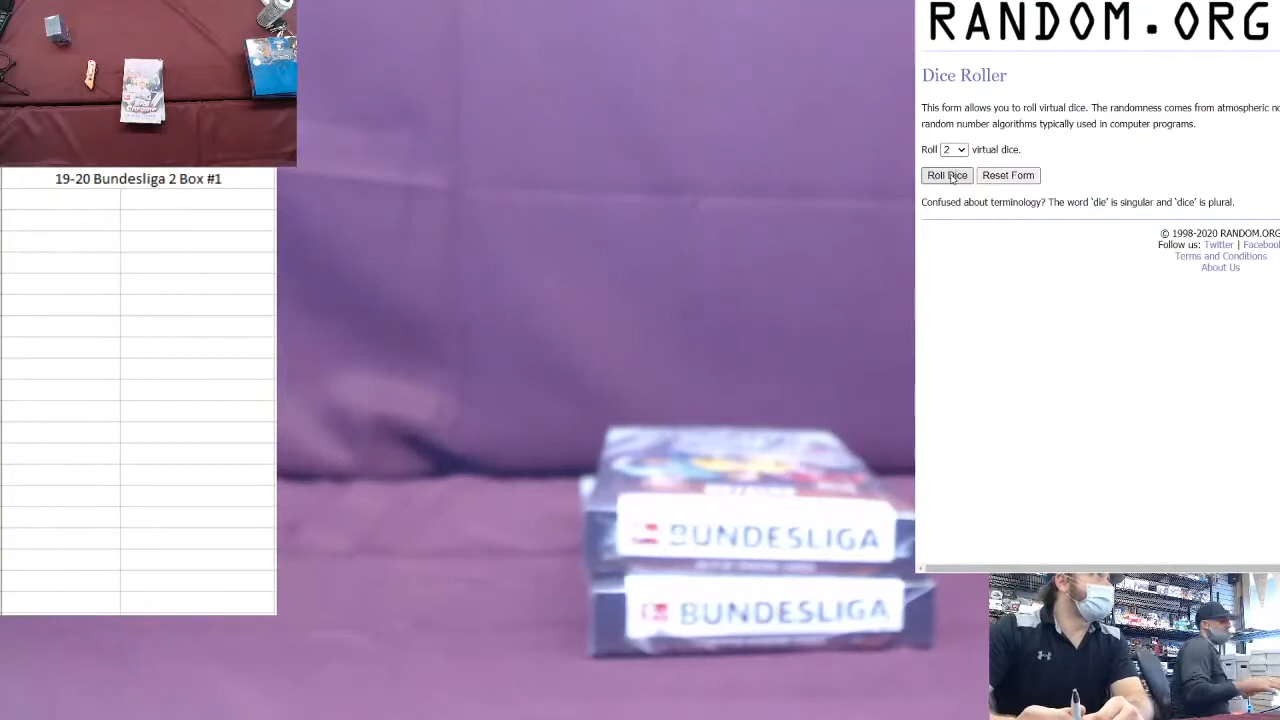 19-20 Bundesliga 2 Box #1
BUNDESLIGA
BUNDESLIGA
RANDOM.ORG
Dice Roller
This form allows you to roll virtual dice. The randomness comes from atmospheric
random number algorithms typically used in computer programs.
Roll 2 virtual dice.
Roll Dice Reset Form
Confused about terminology? The word 'die' is singular and 'dice' is plural.
© 1998-2020 RANDOM.ORG
Follow us: Twitter | Facebook
Terms and Conditions
About Us